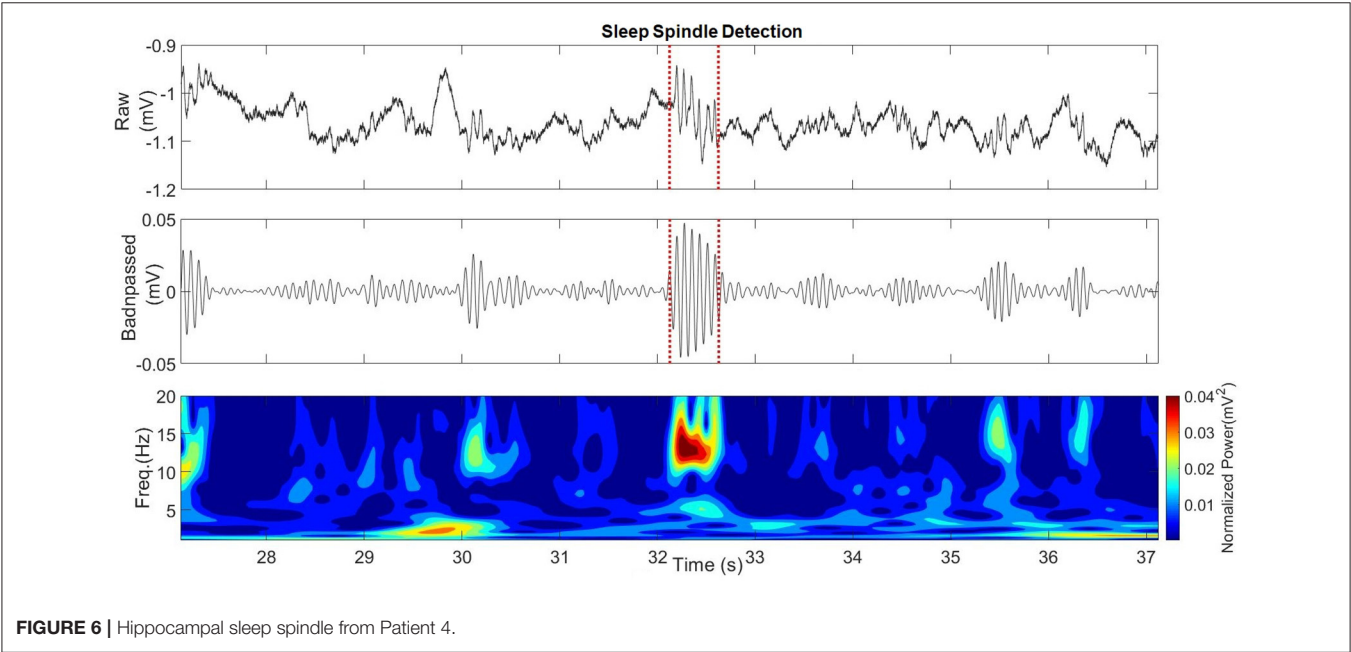 Sleep Spindle Detection
-0.9
-1
-1.1
-1.2
Raw
(mV)
0.05
0
-0.05
Badnpassed
(mV)
20
15
10
5
Freq.(Hz)
28 29 30 31 32 33 34 35 36 37
Time (s)
0.04
0.03
0.02
0.01
Normalized Power(mV²)
FIGURE 6 | Hippocampal sleep spindle from Patient 4.